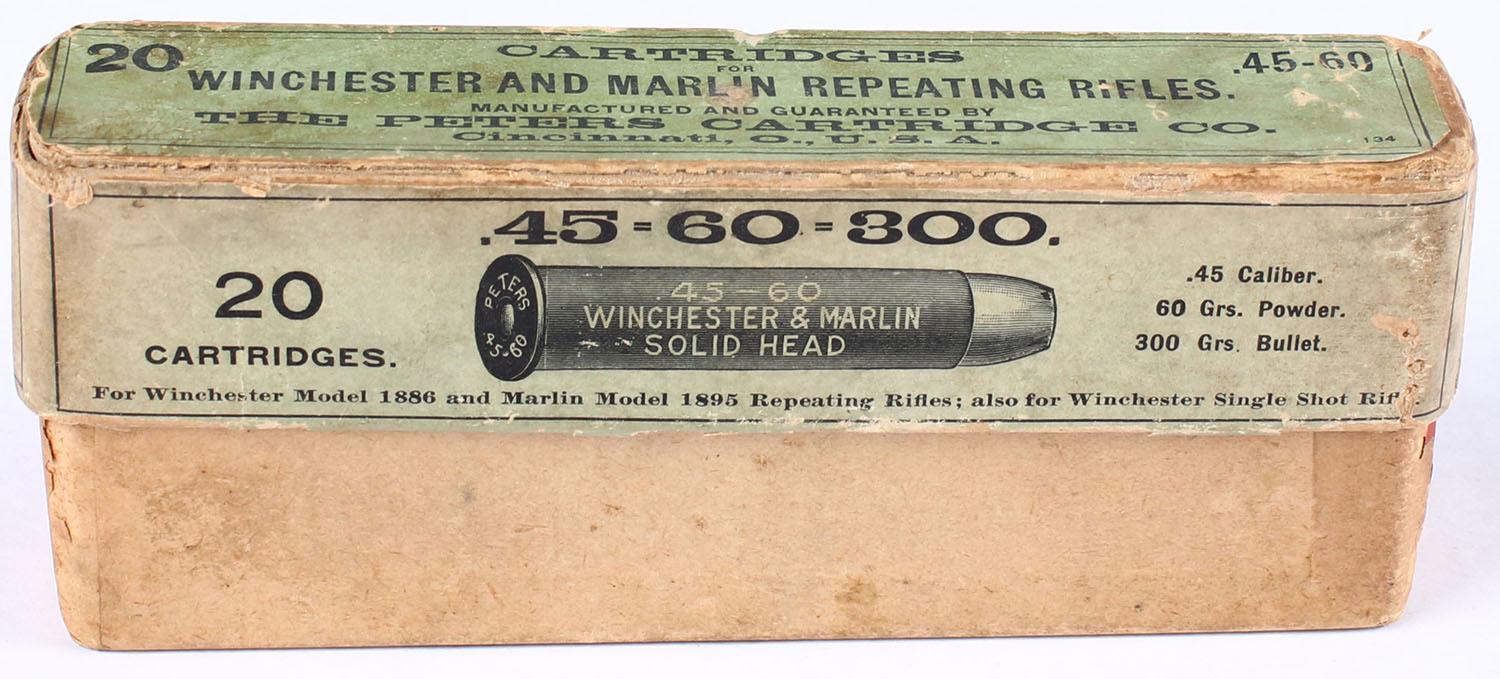 20 CARTRIDGES .45-60
FOR
WINCHESTER AND MARLIN REPEATING RIFLES.
MANUFACTURED AND GUARANTEED BY
THE PETERS CARTRIDGE CO.
Cincinnati, O., U.S.A.
134
.45=60=300.
20
CARTRIDGES.
PETERS
45-60
.45-60
WINCHESTER & MARLIN
SOLID HEAD
.45 Caliber.
60 Grs. Powder.
300 Grs. Bullet.
For Winchester Model 1886 and Marlin Model 1895 Repeating Rifles; also for Winchester Single Shot